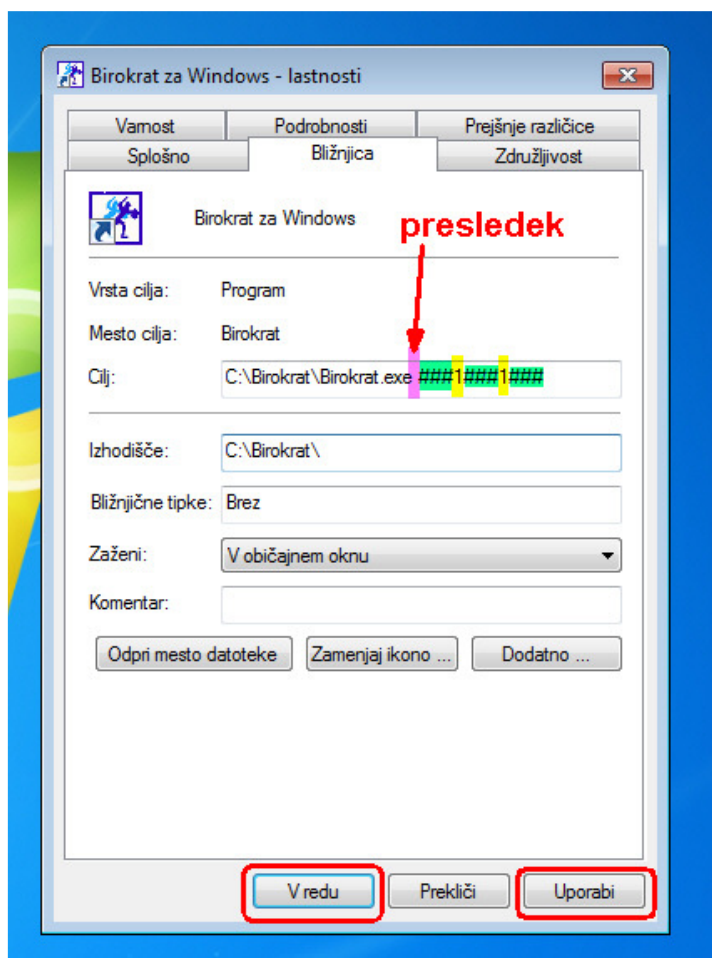 Birokrat za Windows - lastnosti
Varnost Podrobnosti Prejšnje različice
Splošno Bližnjica Združljivost
Birokrat za Windows
presledek
Vrsta cilja: Program
Mesto cilja: Birokrat
Cilj: C:\Birokrat\Birokrat.exe ###1###1###
Izhodišče: C:\Birokrat\
Bližnjične tipke: Brez
Zaženi: V običajnem oknu
Komentar:
Odpri mesto datoteke Zamenjaj ikono ... Dodatno ...
V redu Prekliči Uporabi